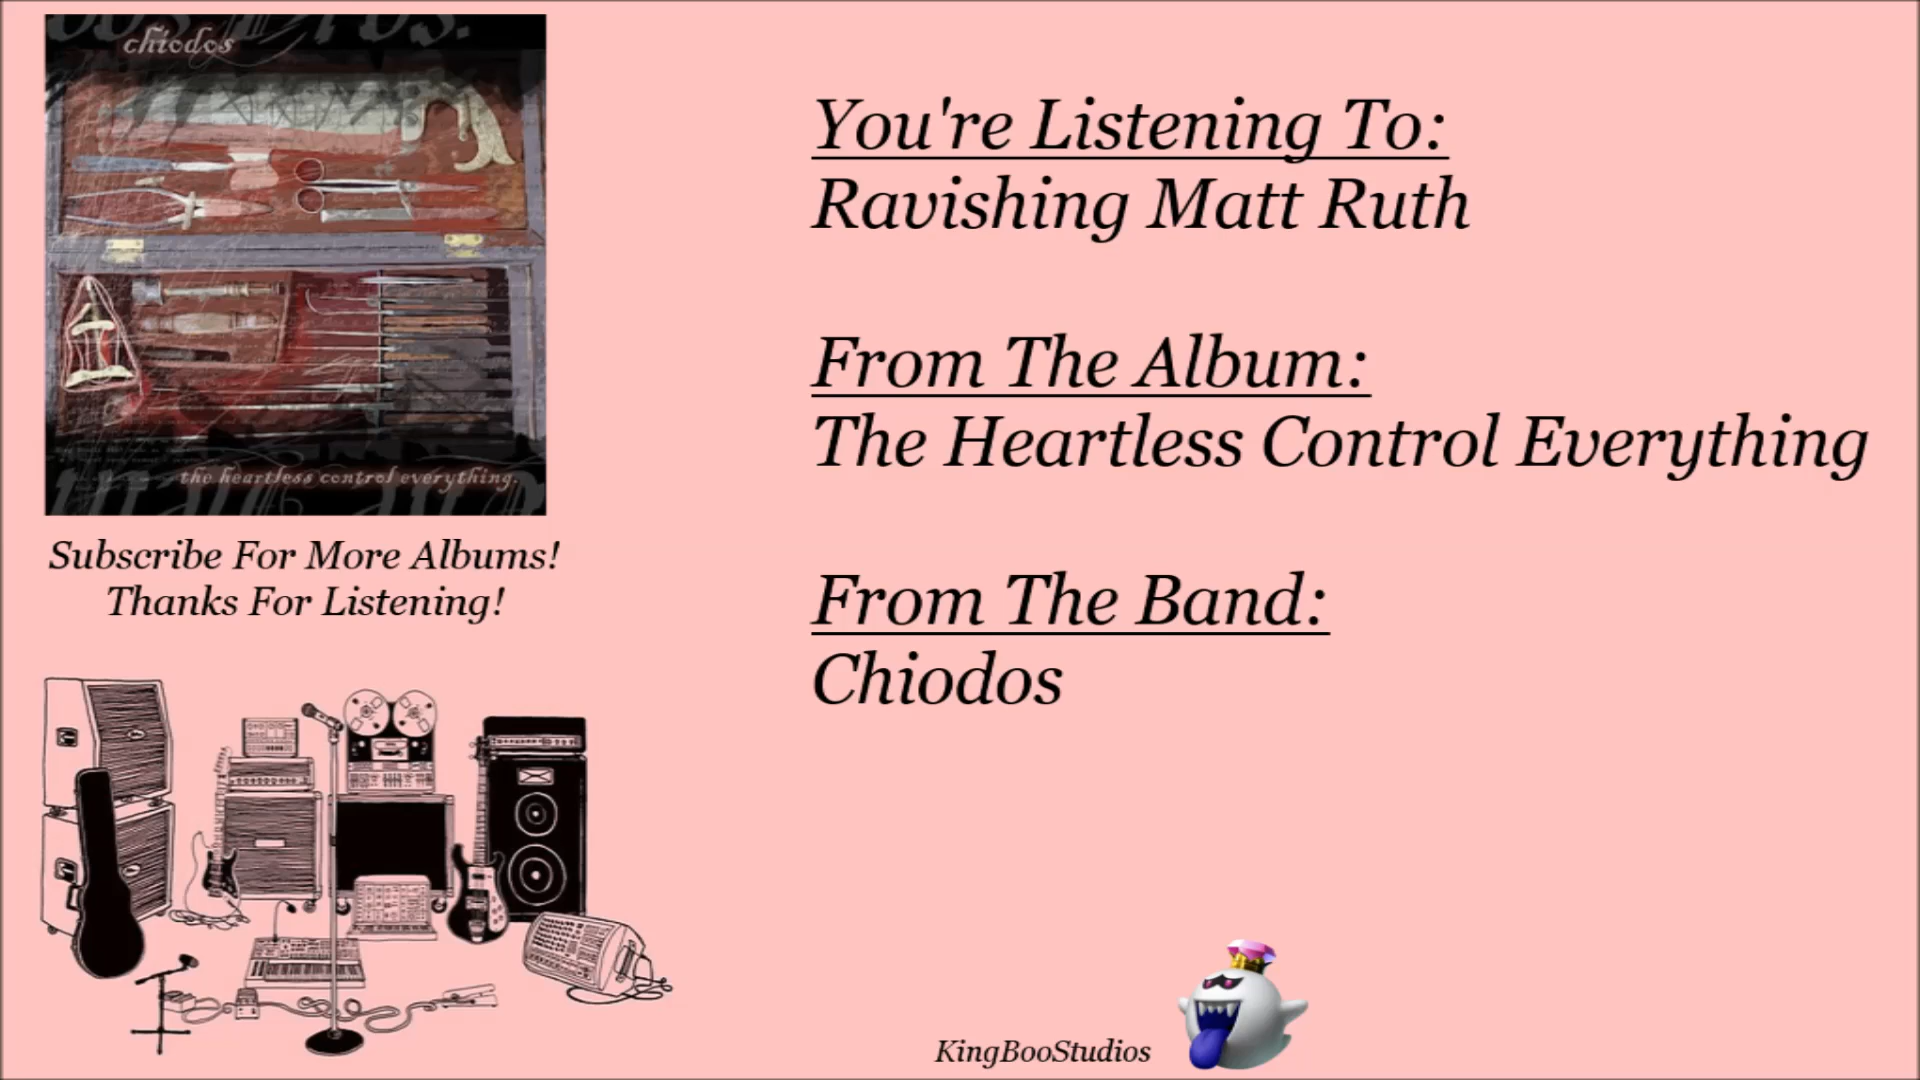 chiodos
the heartless control everything.
Subscribe For More Albums!
Thanks For Listening!
You're Listening To:
Ravishing Matt Ruth
From The Album:
The Heartless Control Everything
From The Band:
Chiodos
KingBooStudios